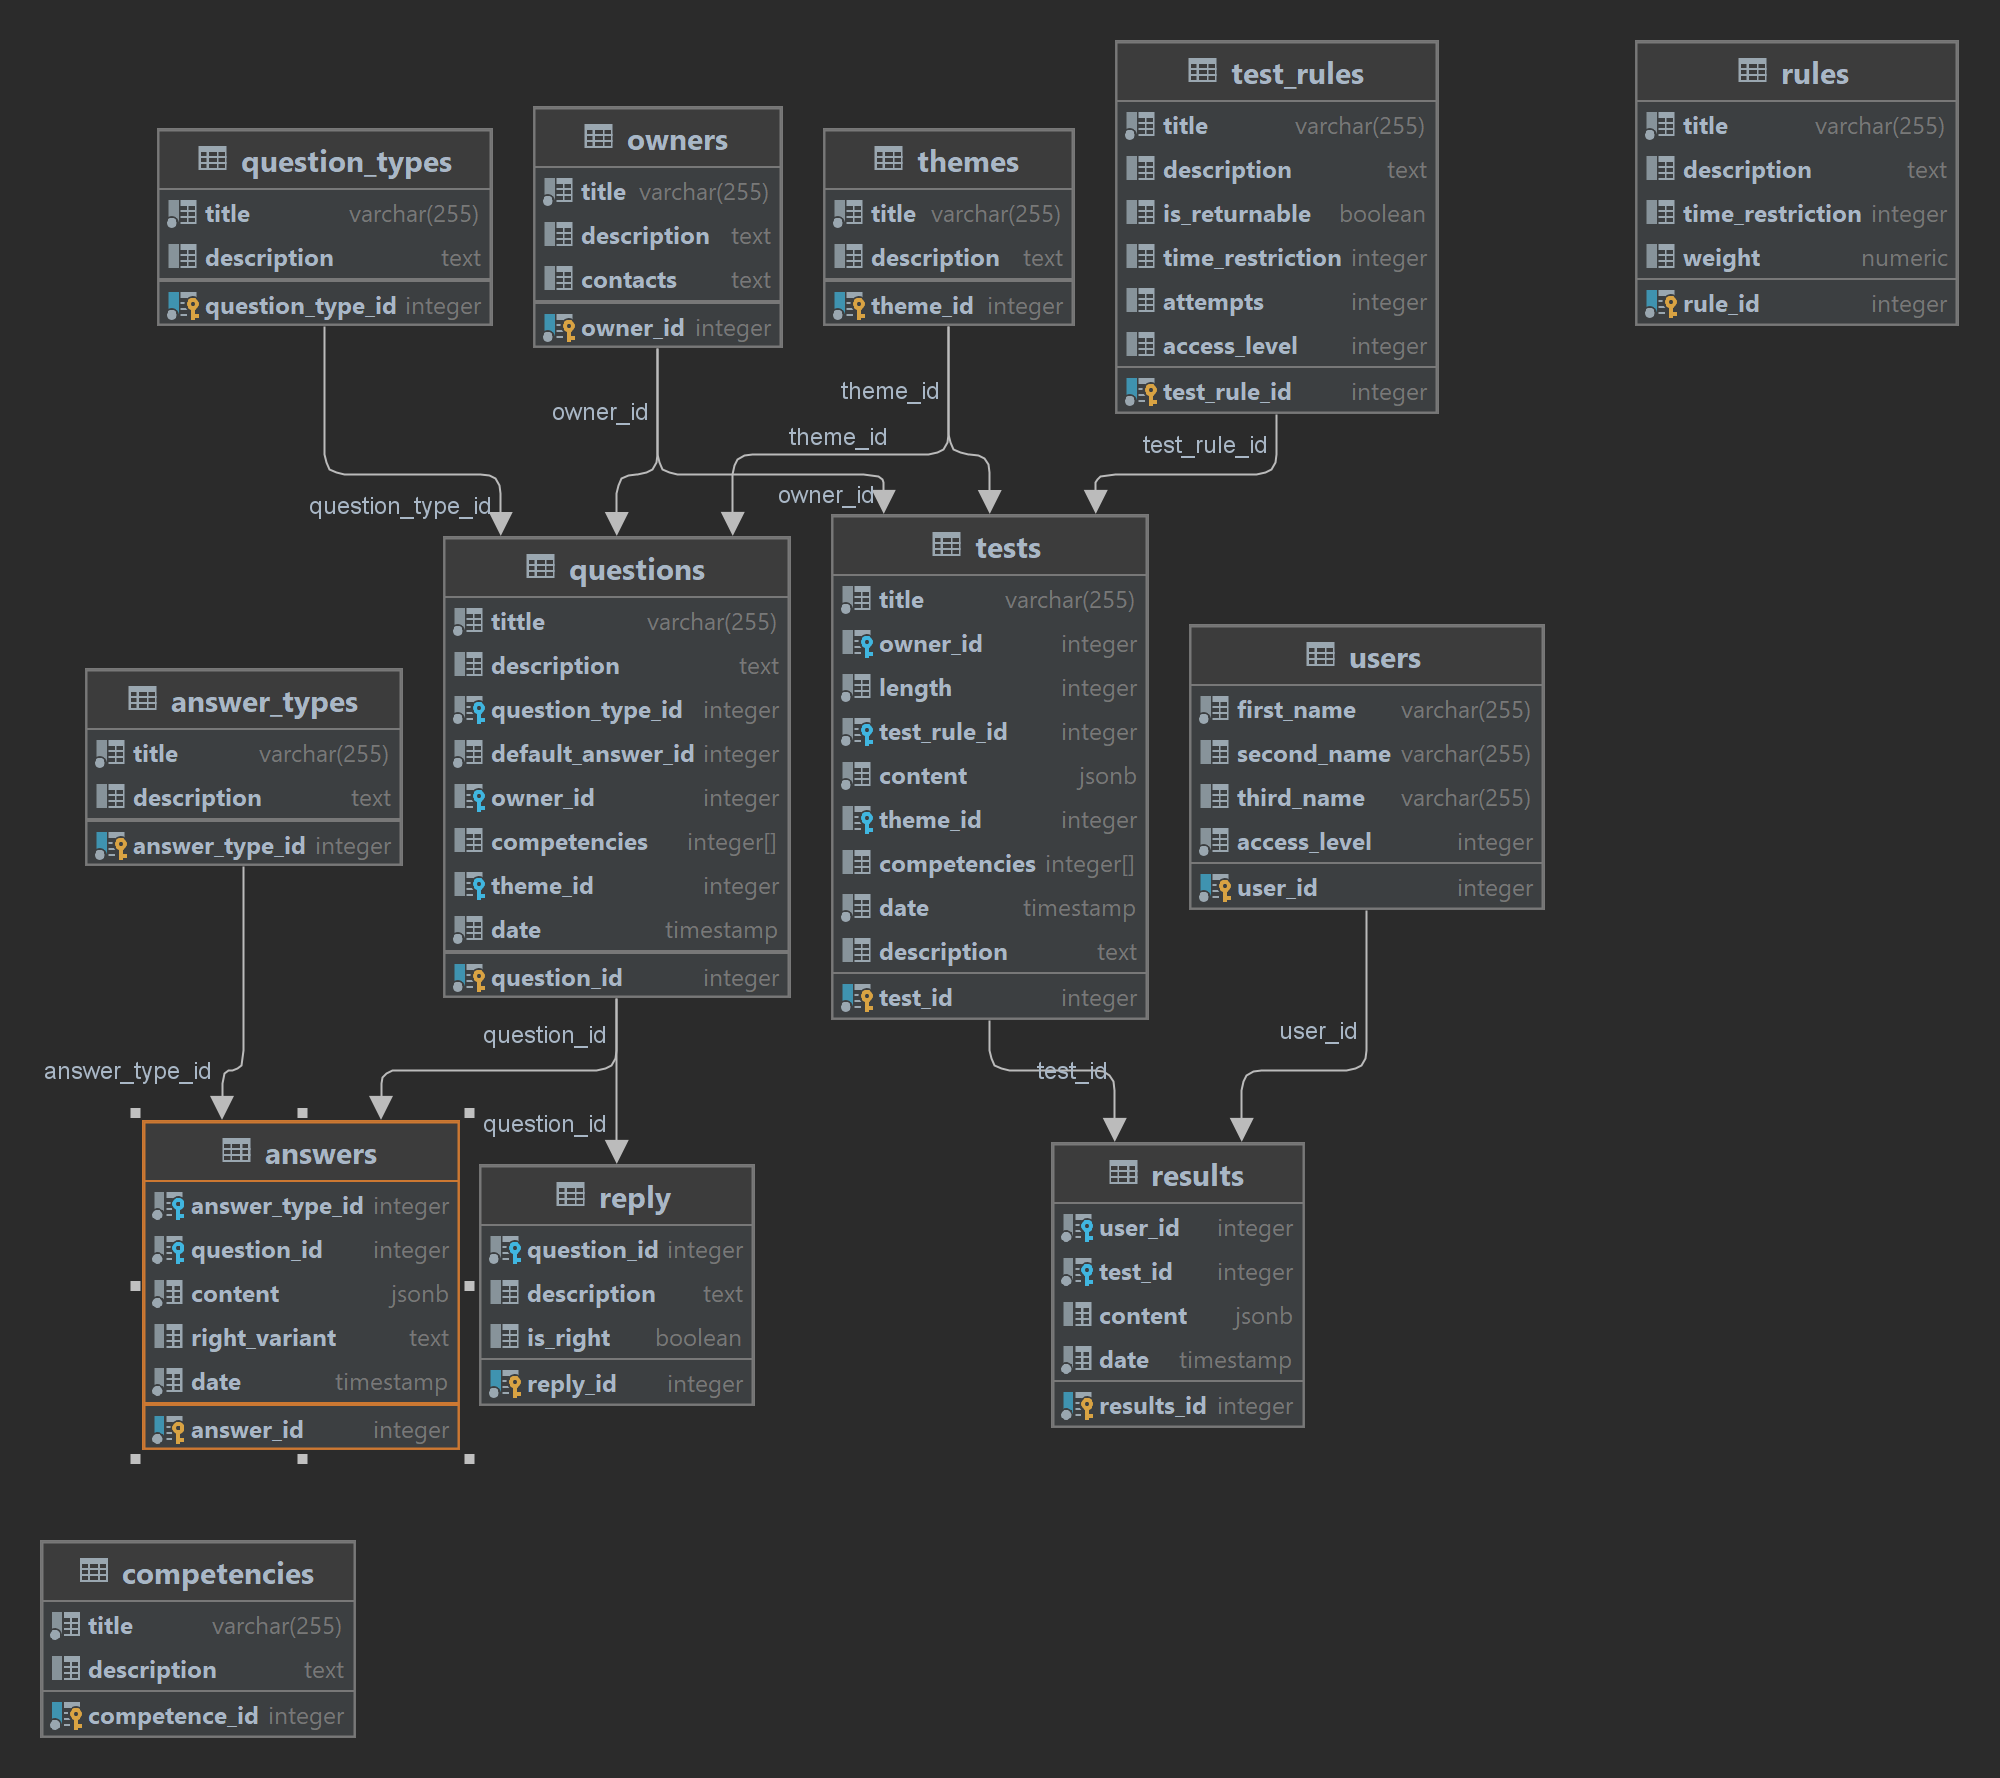 question_types
title varchar(255)
description text
question_type_id integer
owners
title varchar(255)
description text
contacts text
owner_id integer
themes
title varchar(255)
description text
theme_id integer
test_rules
title varchar(255)
description text
is_returnable boolean
time_restriction integer
attempts integer
access_level integer
test_rule_id integer
rules
title varchar(255)
description text
time_restriction integer
weight numeric
rule_id integer
theme_id
owner_id
theme_id
test_rule_id
owner_id
question_type_id
questions
tittle varchar(255)
description text
question_type_id integer
default_answer_id integer
owner_id integer
competencies integer[]
theme_id integer
date timestamp
question_id integer
tests
title varchar(255)
owner_id integer
length integer
test_rule_id integer
content jsonb
theme_id integer
competencies integer[]
date timestamp
description text
test_id integer
users
first_name varchar(255)
second_name varchar(255)
third_name varchar(255)
access_level integer
user_id integer
answer_types
title varchar(255)
description text
answer_type_id integer
question_id
user_id
answer_type_id
test_id
question_id
answers
answer_type_id integer
question_id integer
content jsonb
right_variant text
date timestamp
answer_id integer
reply
question_id integer
description text
is_right boolean
reply_id integer
results
user_id integer
test_id integer
content jsonb
date timestamp
results_id integer
competencies
title varchar(255)
description text
competence_id integer